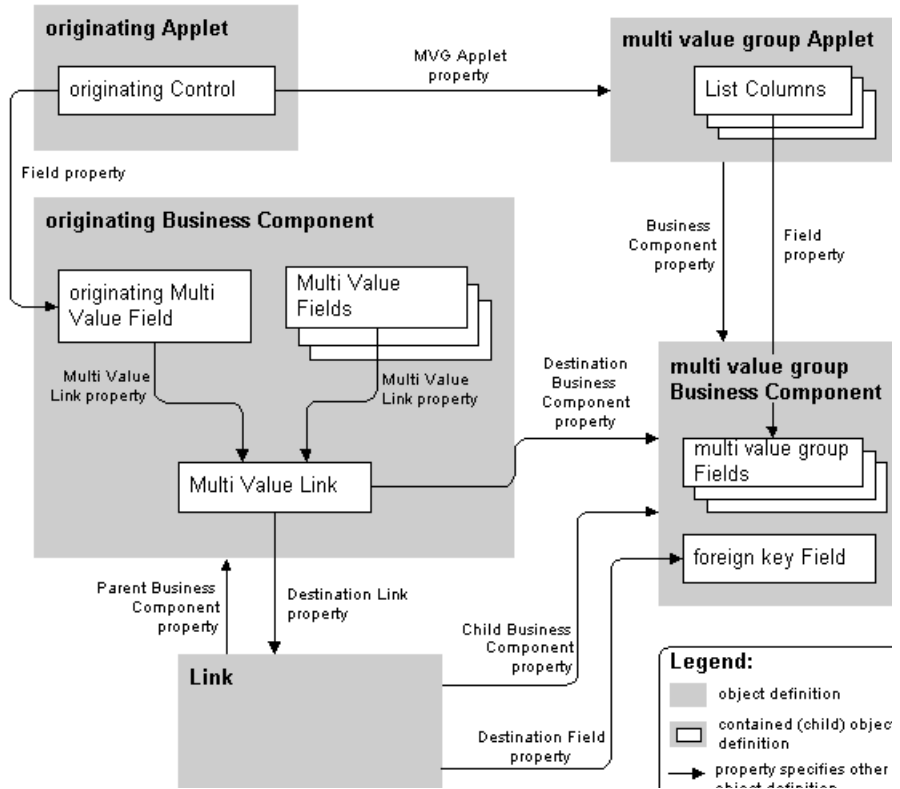 originating Applet
multi value group Applet
MVG Applet
property
originating Control
List Columns
Field property
originating Business Component
Business
Component
property
Field
property
originating Multi
Value Field
Multi Value
Fields
multi value group
Business Component
Destination
Business
Component
property
Multi Value
Link property
Multi Value
Link property
multi value group
Fields
Multi Value Link
foreign key Field
Parent Business
Component
property
Destination Link
property
Child Business
Component
property
Link
Legend:
object definition
contained (child)
definition
Destination Field
property
property specifies other
object definition